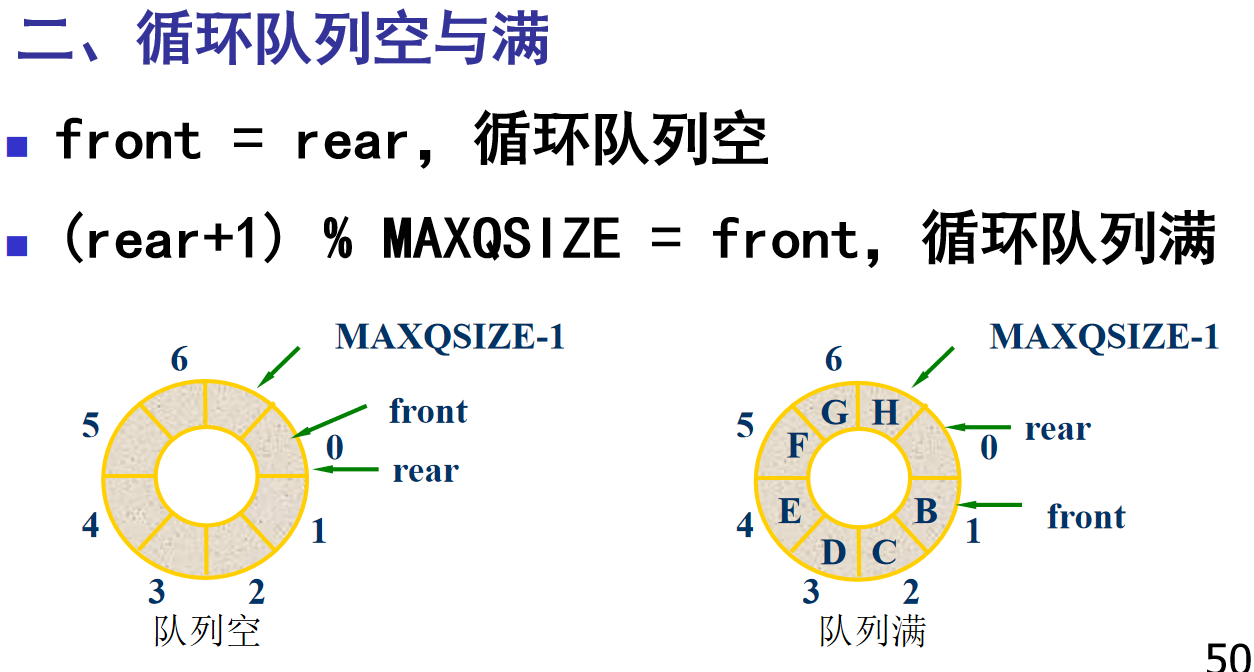 二、循环队列空与满
front = rear，循环队列空
(rear+1) % MAXQSIZE = front，循环队列满
MAXQSIZE-1
6
5
front
0
rear
4
1
3
2
队列空
MAXQSIZE-1
6
G
H
5
F
rear
0
E
B
4
front
1
D
C
3
2
队列满
50